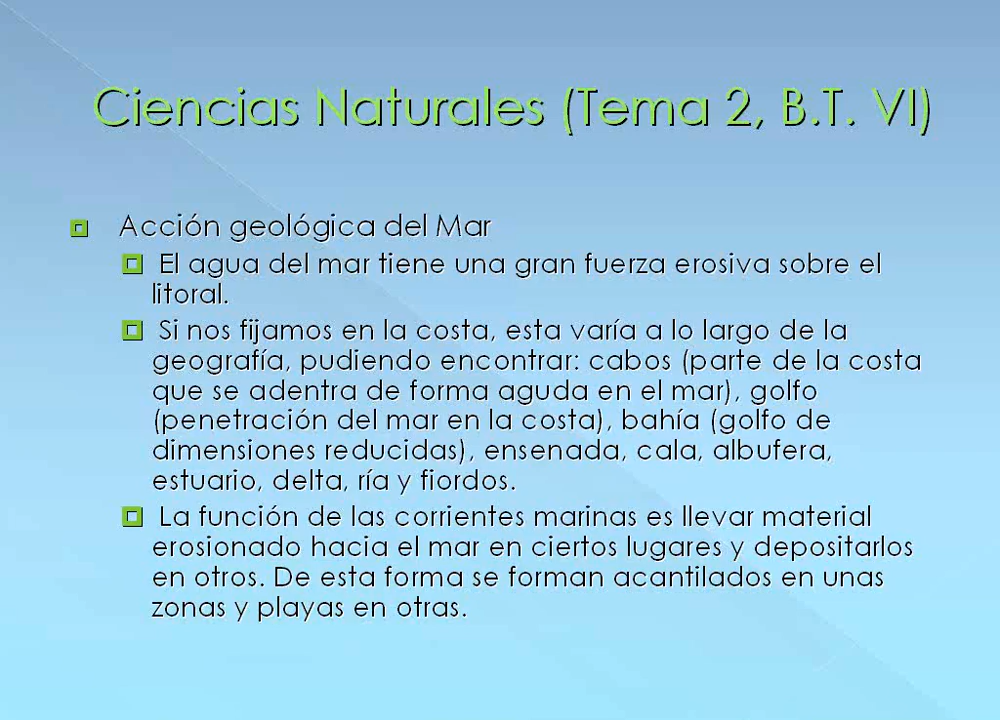 Ciencias Naturales (Tema 2, B.T. VI)
Acción geológica del Mar
El agua del mar tiene una gran fuerza erosiva sobre el
litoral.
Si nos fijamos en la costa, esta varía a lo largo de la
geografía, pudiendo encontrar: cabos (parte de la costa
que se adentra de forma aguda en el mar), golfo
(penetración del mar en la costa), bahía (golfo de
dimensiones reducidas), ensenada, cala, albufera,
estuario, delta, ría y fiordos.
La función de las corrientes marinas es llevar material
erosionado hacia el mar en ciertos lugares y depositarlos
en otros. De esta forma se forman acantilados en unas
zonas y playas en otras.